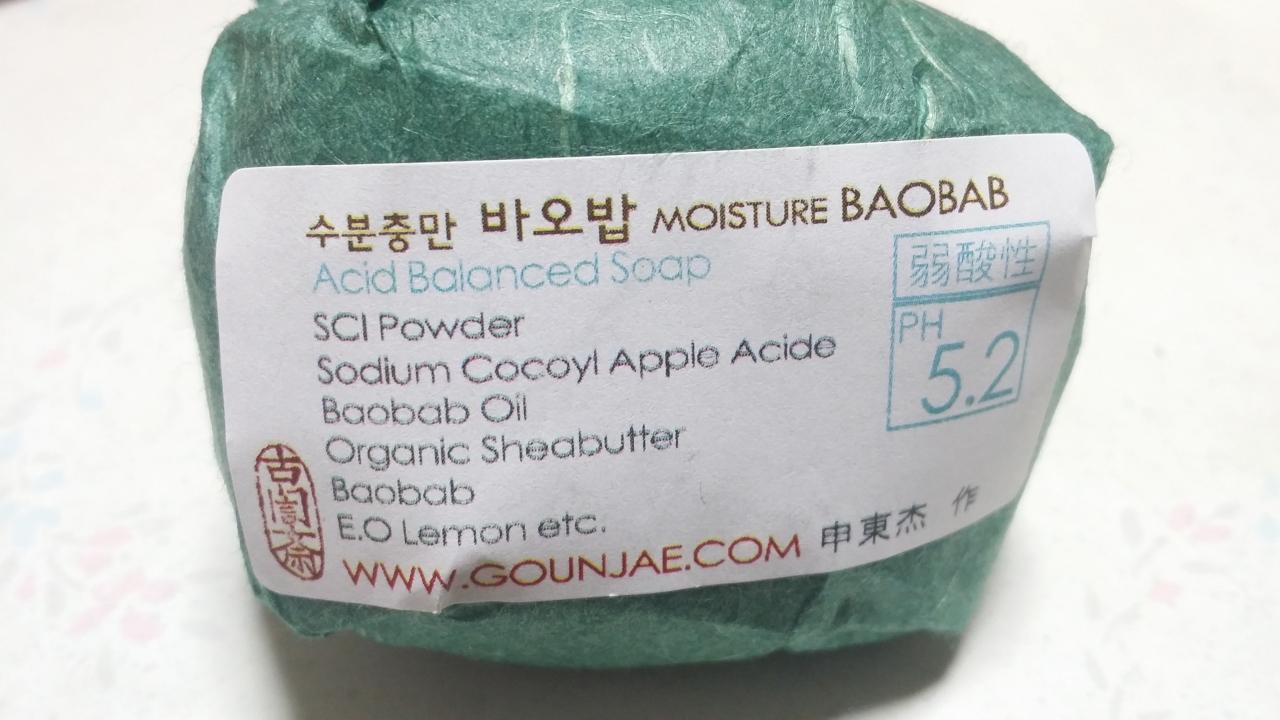 수분충만 바오밥 MOISTURE BAOBAB
Acid Balanced Soap
弱酸性
PH
5.2
SCI Powder
Sodium Cocoyl Apple Acide
Baobab Oil
Organic Sheabutter
Baobab
E.O Lemon etc.
WWW.GOUNJAE.COM 申東杰 作
古